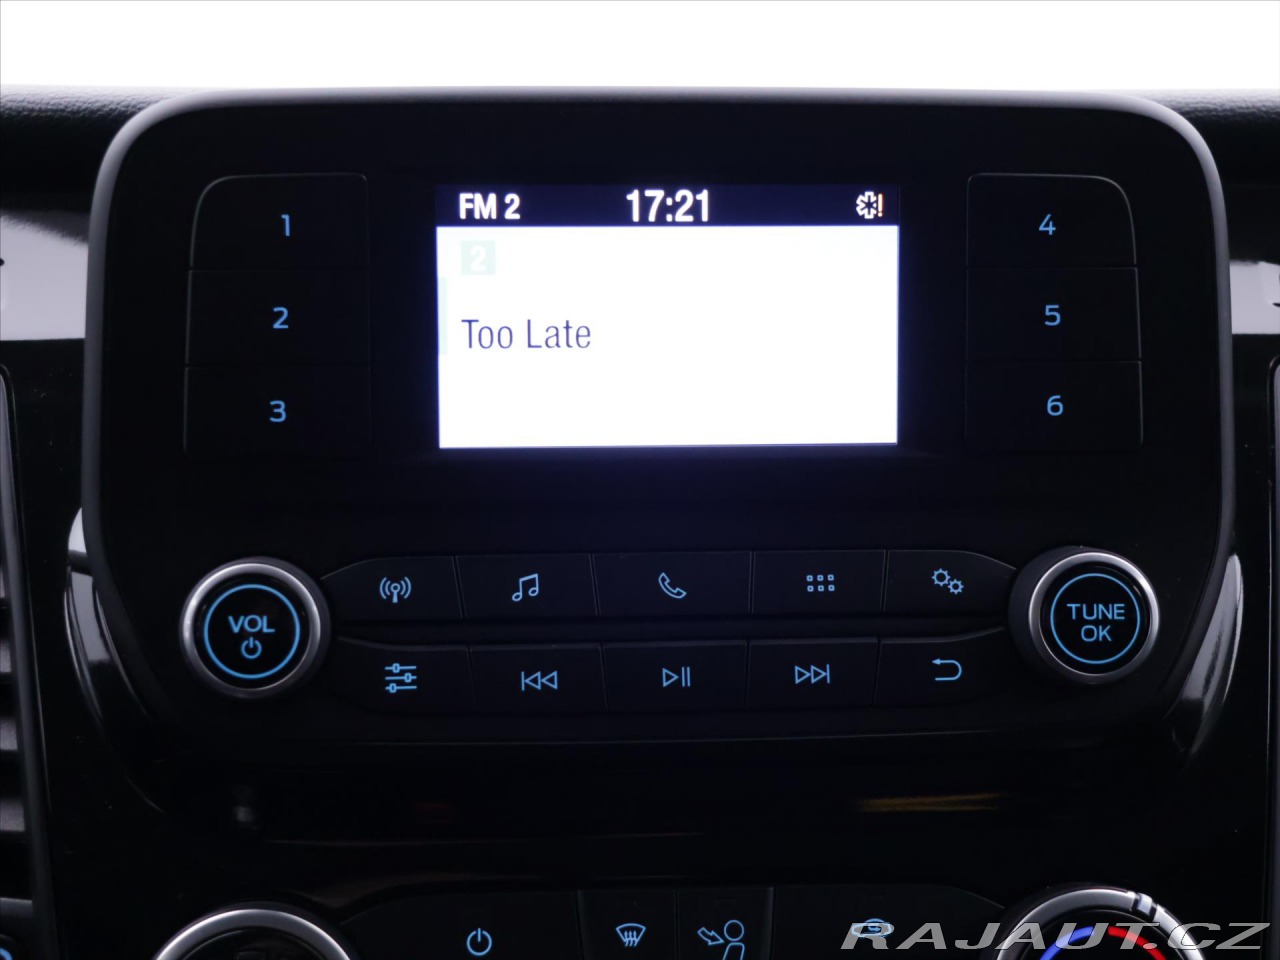 FM 2 17:21
2
Too Late
1
2
3
4
5
6
VOL
TUNE
OK
RAJAUT.CZ